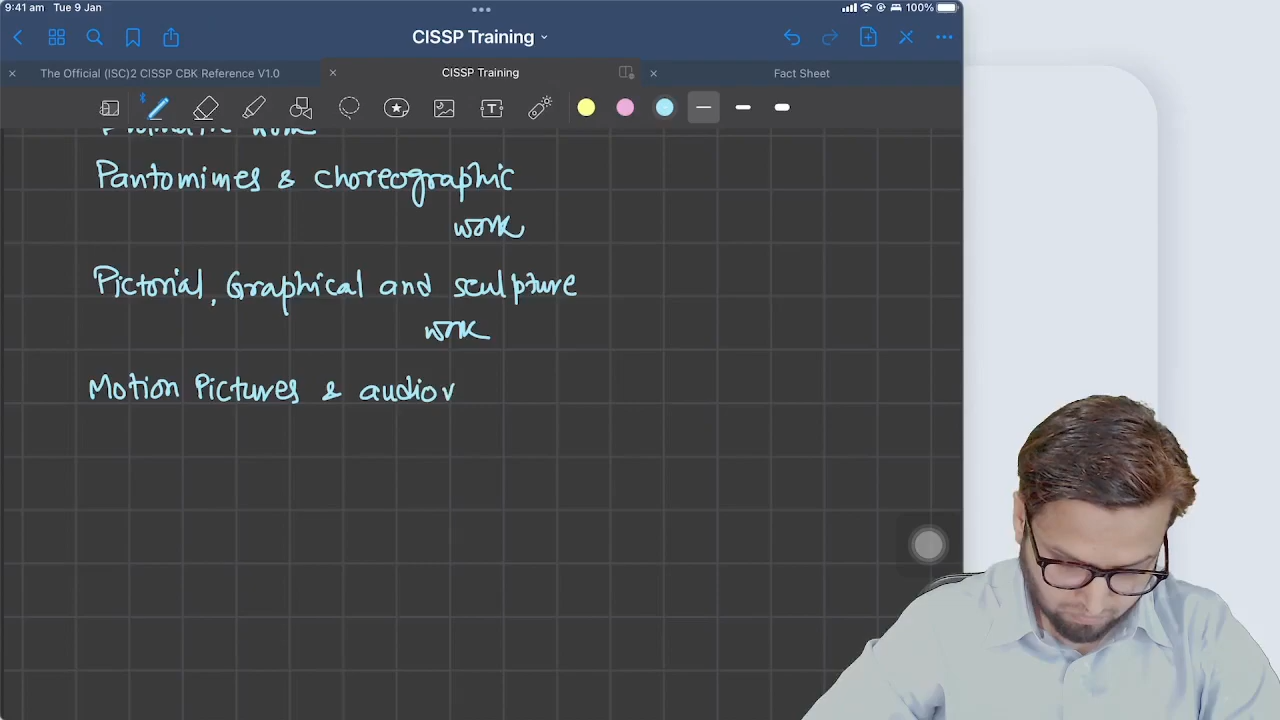 9:41 am Tue 9 Jan
100%
CISSP Training
The Official (ISC)2 CISSP CBK Reference V1.0
CISSP Training
Fact Sheet
work
Pantomimes & choreographic
work
Pictorial, Graphical and sculpture
work
Motion Pictures & audiov